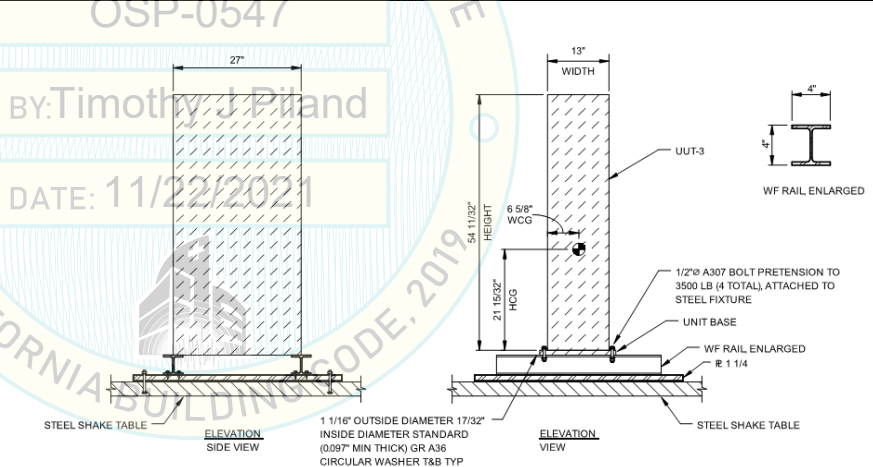 OSP-0547
BY:Timothy J Piland
DATE: 11/22/2021
ORNIA BUILDING CODE, 2019
27"
STEEL SHAKE TABLE
ELEVATION
SIDE VIEW
13"
WIDTH
UUT-3
6 5/8"
WCG
54 11/32"
HEIGHT
21 15/32"
HCG
1/2"Ø A307 BOLT PRETENSION TO
3500 LB (4 TOTAL), ATTACHED TO
STEEL FIXTURE
UNIT BASE
WF RAIL ENLARGED
PL 1 1/4
STEEL SHAKE TABLE
1 1/16" OUTSIDE DIAMETER 17/32"
INSIDE DIAMETER STANDARD
(0.097" MIN THICK) GR A36
CIRCULAR WASHER T&B TYP
ELEVATION
VIEW
4"
4"
WF RAIL ENLARGED